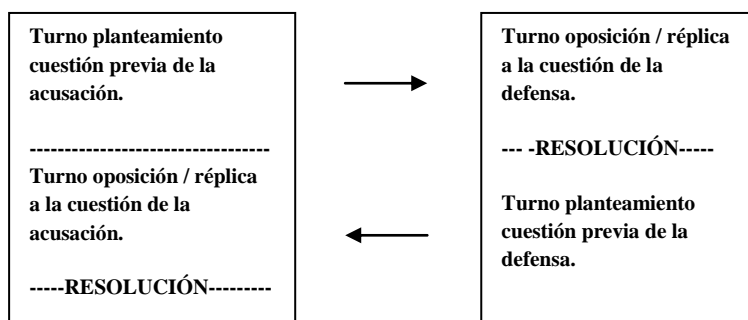 Turno planteamiento
cuestión previa de la
acusación.
----------------------------------
Turno oposición / réplica
a la cuestión de la
acusación.
-----RESOLUCIÓN---------
Turno oposición / réplica
a la cuestión de la
defensa.
--- -RESOLUCIÓN-----
Turno planteamiento
cuestión previa de la
defensa.